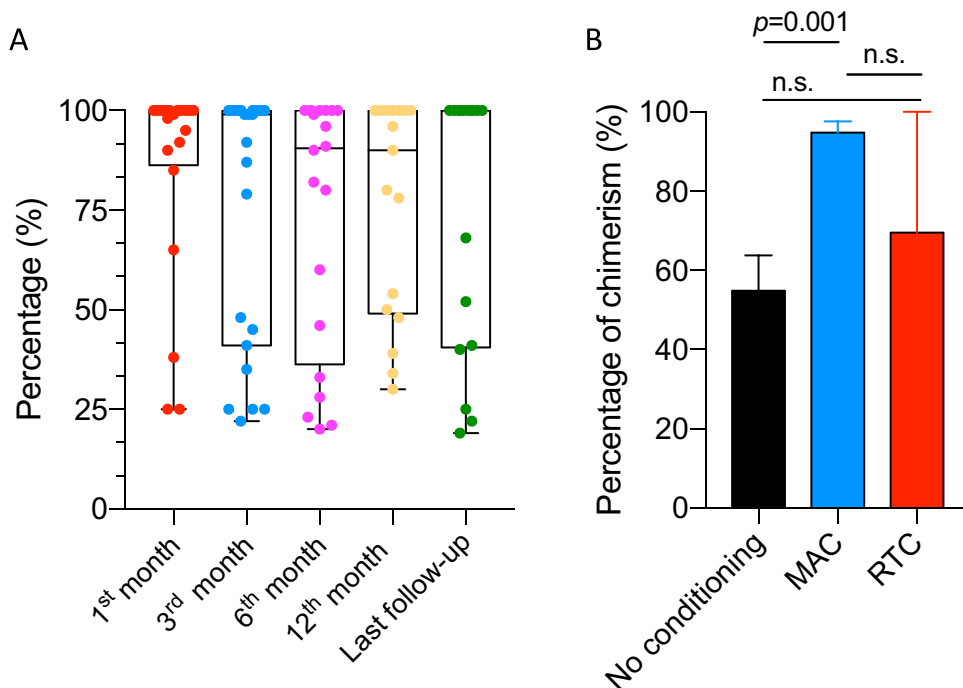 A
Percentage (%)
100
75
50
25
0
1st month
3rd month
6th month
12th month
Last follow-up
B
p=0.001
n.s.
n.s.
Percentage of chimerism (%)
100
80
60
40
20
0
No conditioning
MAC
RTC